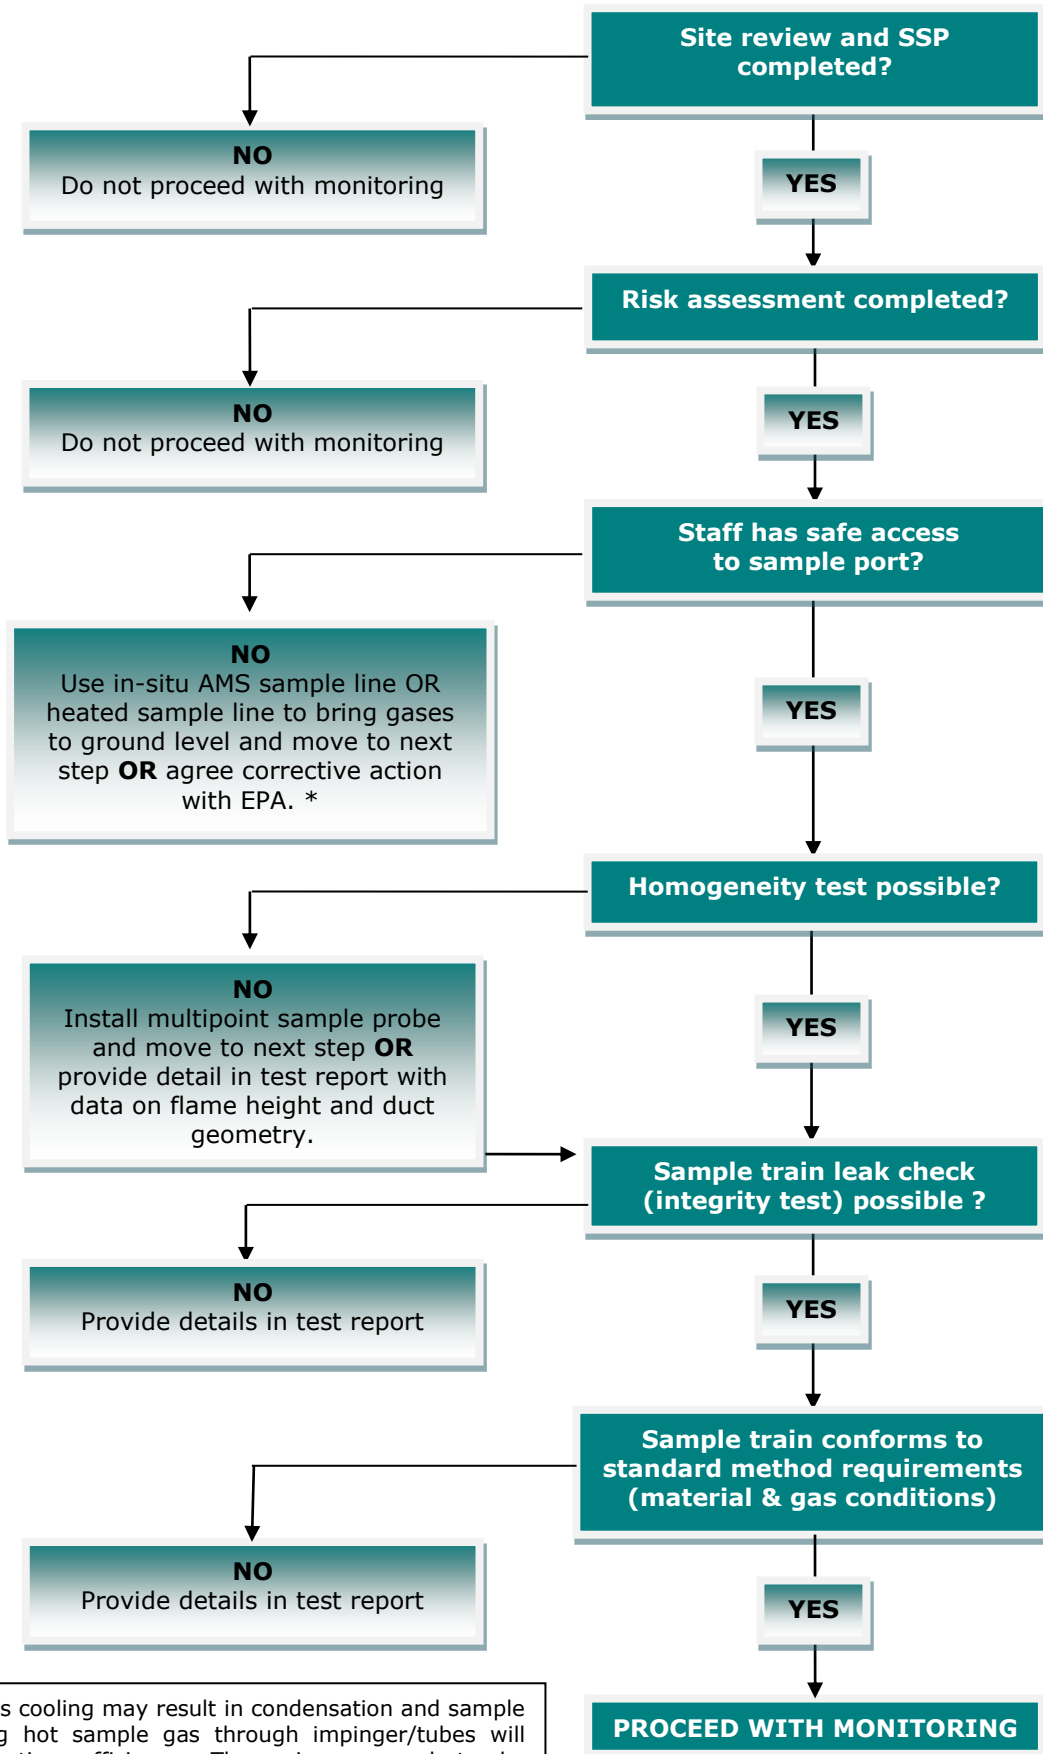 Site review and SSP
completed?
NO
Do not proceed with monitoring
YES
Risk assessment completed?
NO
Do not proceed with monitoring
YES
Staff has safe access
to sample port?
NO
Use in-situ AMS sample line OR
heated sample line to bring gases
to ground level and move to next
step OR agree corrective action
with EPA. *
YES
Homogeneity test possible?
NO
Install multipoint sample probe
and move to next step OR
provide detail in test report with
data on flame height and duct
geometry.
YES
Sample train leak check
(integrity test) possible ?
NO
Provide details in test report
YES
Sample train conforms to
standard method requirements
(material & gas conditions)
NO
Provide details in test report
YES
s cooling may result in condensation and sample
g hot sample gas through impinger/tubes will
PROCEED WITH MONITORING